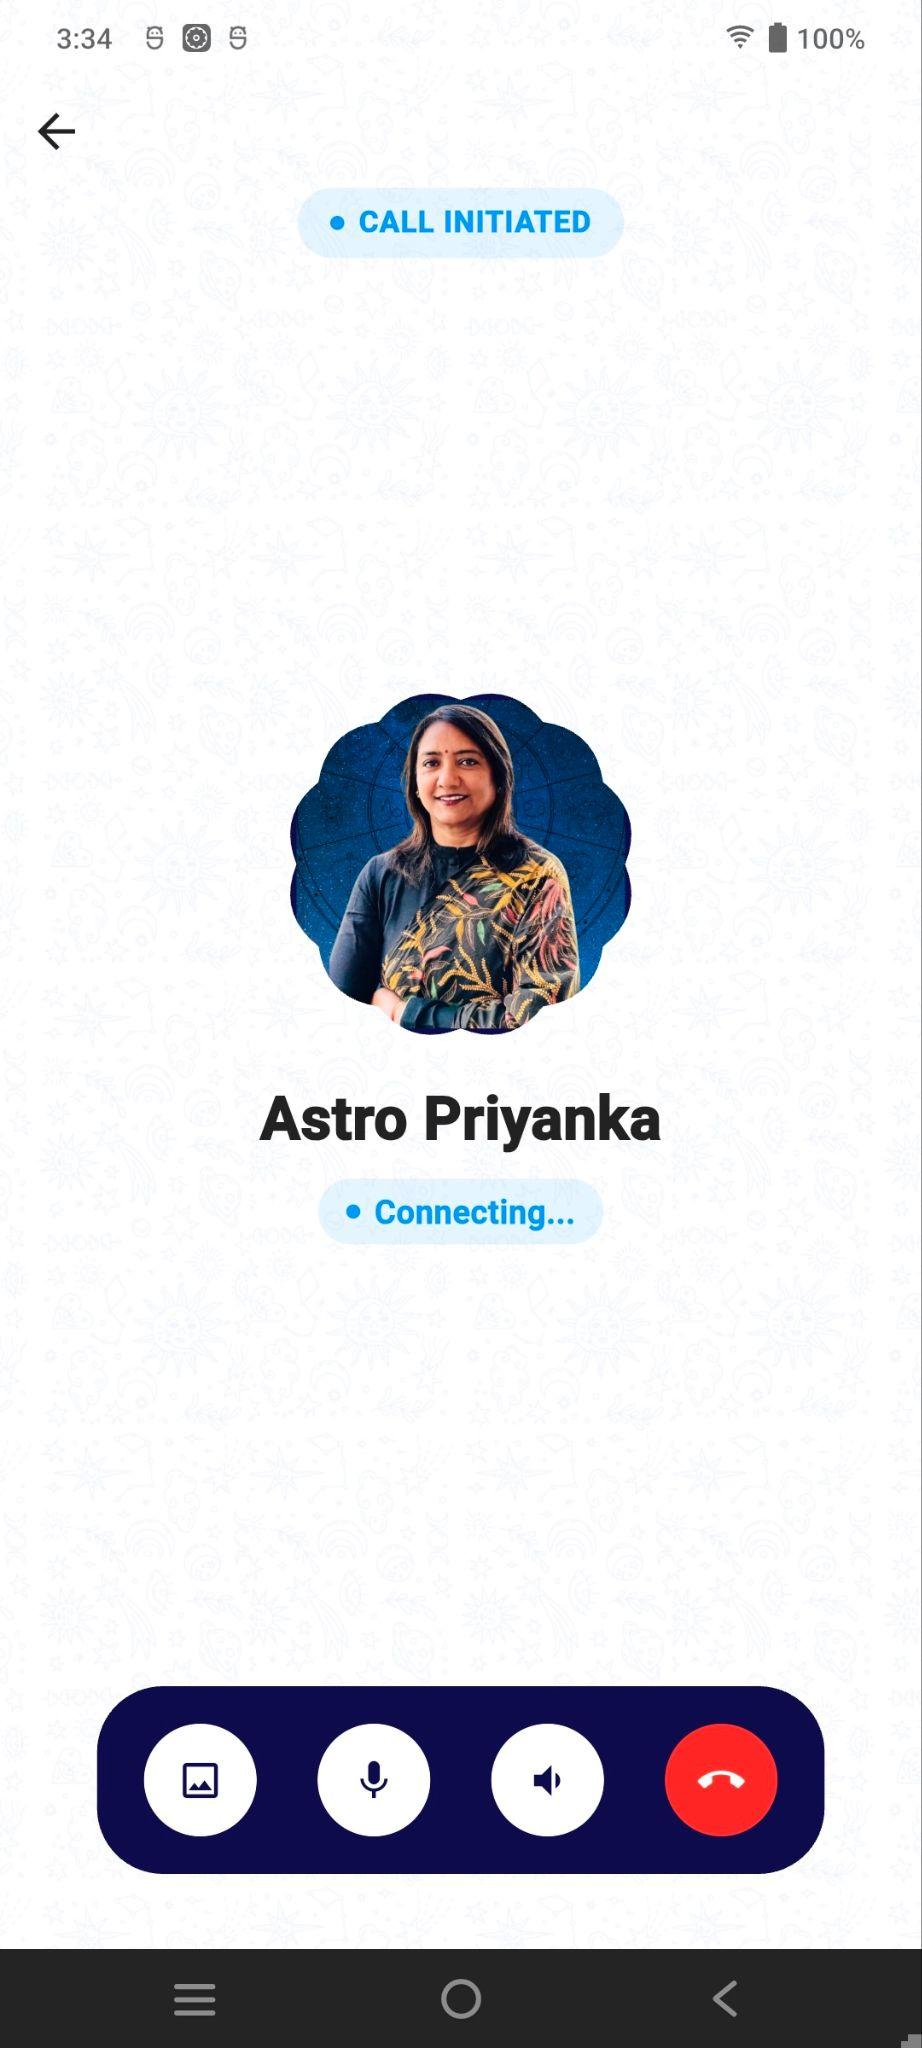 3:34
100%
CALL INITIATED
Astro Priyanka
Connecting...